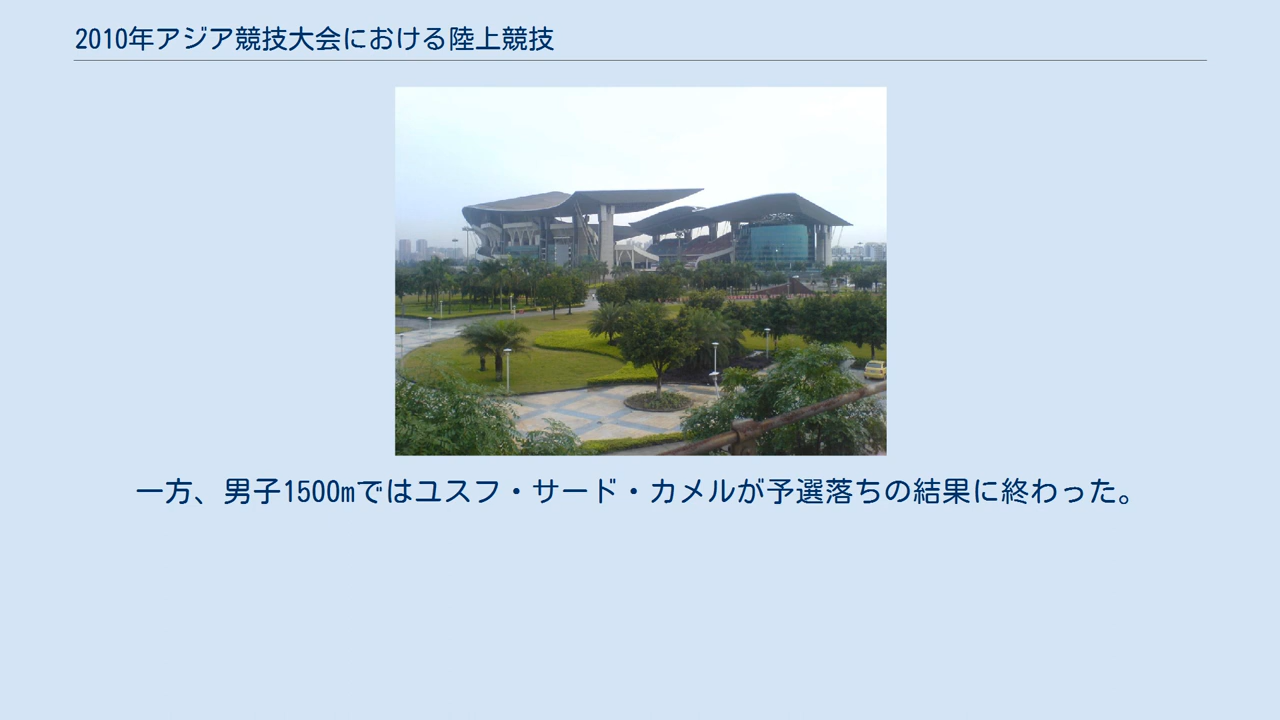 2010年アジア競技大会における陸上競技
一方、男子1500mではユスフ・サード・カメルが予選落ちの結果に終わった。